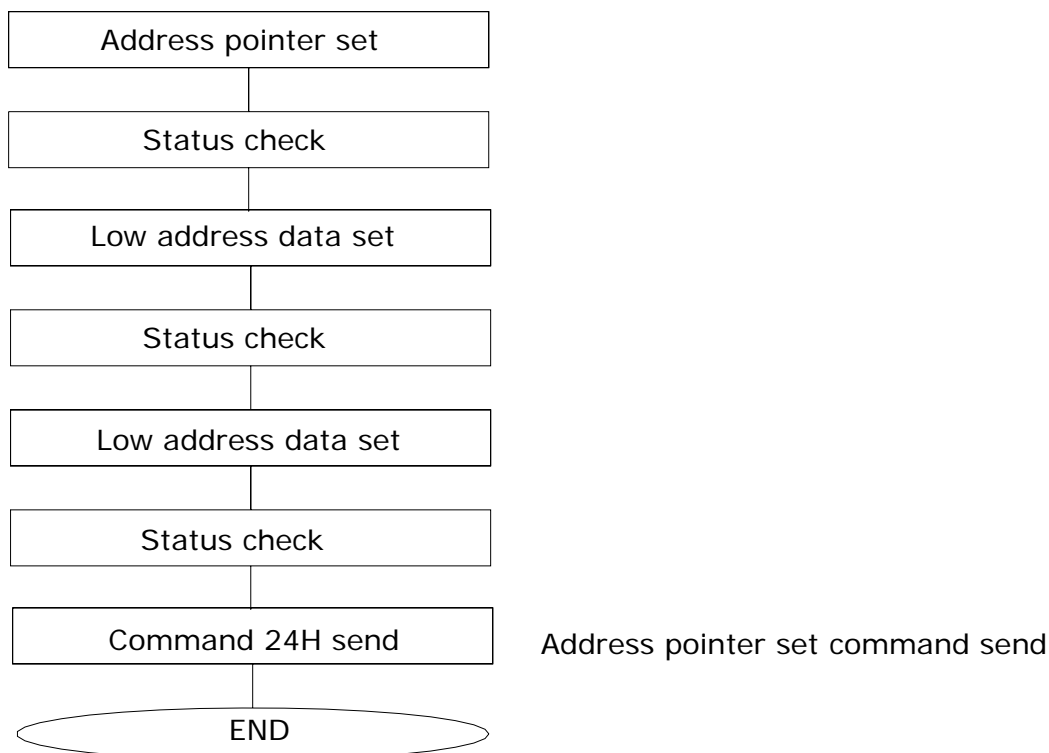 Address pointer set
Status check
Low address data set
Status check
Low address data set
Status check
Command 24H send
Address pointer set command send
END